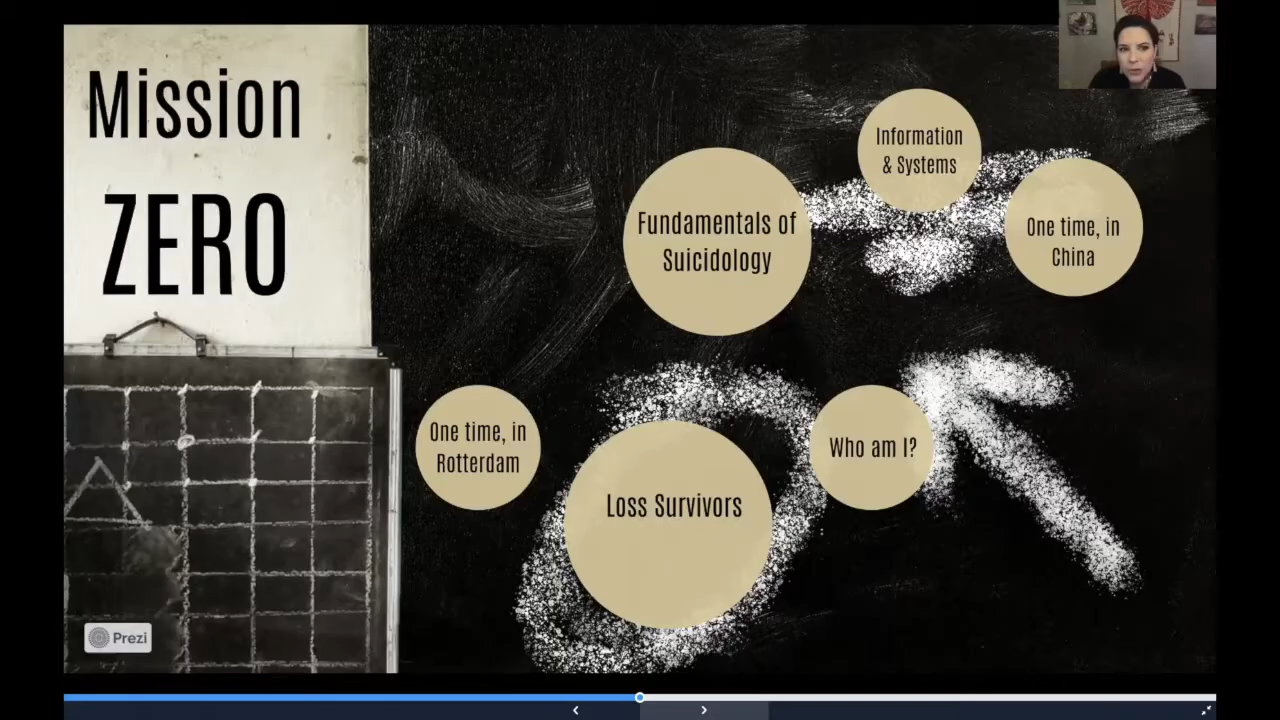 Mission
ZERO
Information
& Systems
Fundamentals of
Suicidology
One time, in
China
One time, in
Rotterdam
Who am I?
Loss Survivors
Prezi